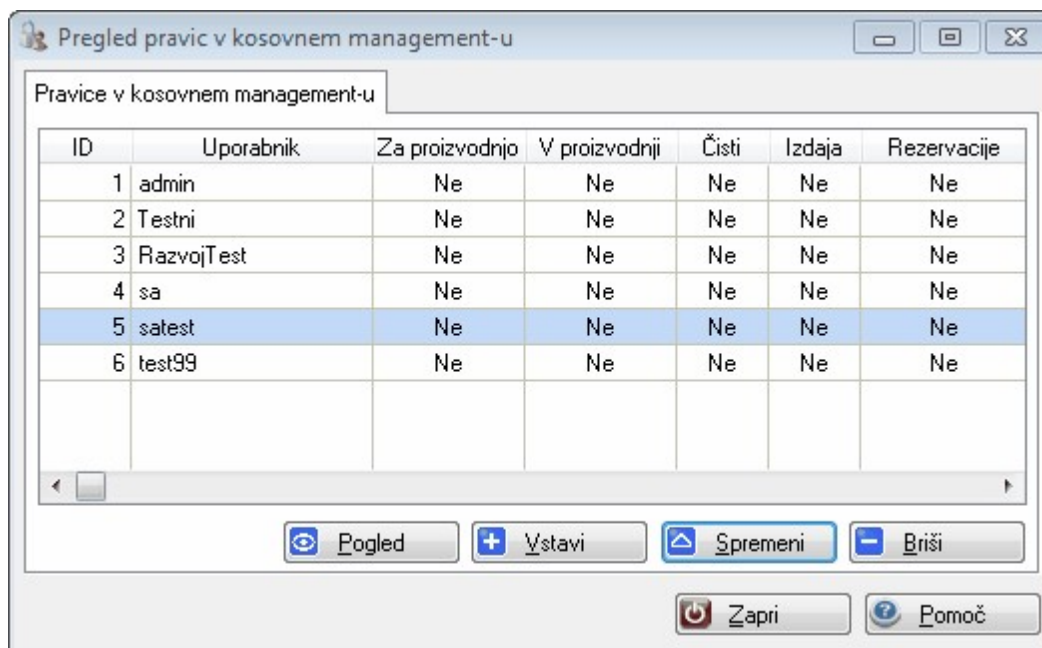 Pregled pravic v kosovnem management-u
Pravice v kosovnem management-u
ID Uporabnik Za proizvodnjo V proizvodnji Čisti Izdaja Rezervacije
1 admin Ne Ne Ne Ne Ne
2 Testni Ne Ne Ne Ne Ne
3 RazvojTest Ne Ne Ne Ne Ne
4 sa Ne Ne Ne Ne Ne
5 satest Ne Ne Ne Ne Ne
6 test99 Ne Ne Ne Ne Ne
Pogled Vstavi Spremeni Briši
Zapri Pomoč